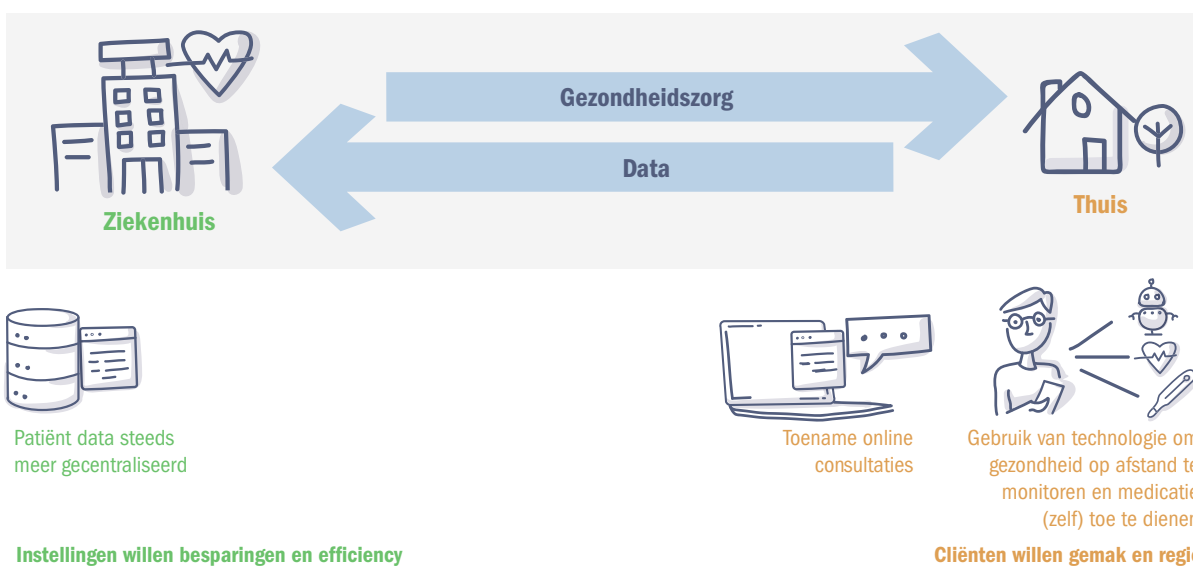 Gezondheidszorg
Data
Ziekenhuis
Thuis
Patiënt data steeds
meer gecentraliseerd
Toename online
consultaties
Gebruik van technologie om
gezondheid op afstand te
monitoren en medicatie
(zelf) toe te dienen
Instellingen willen besparingen en efficiency
Cliënten willen gemak en regie